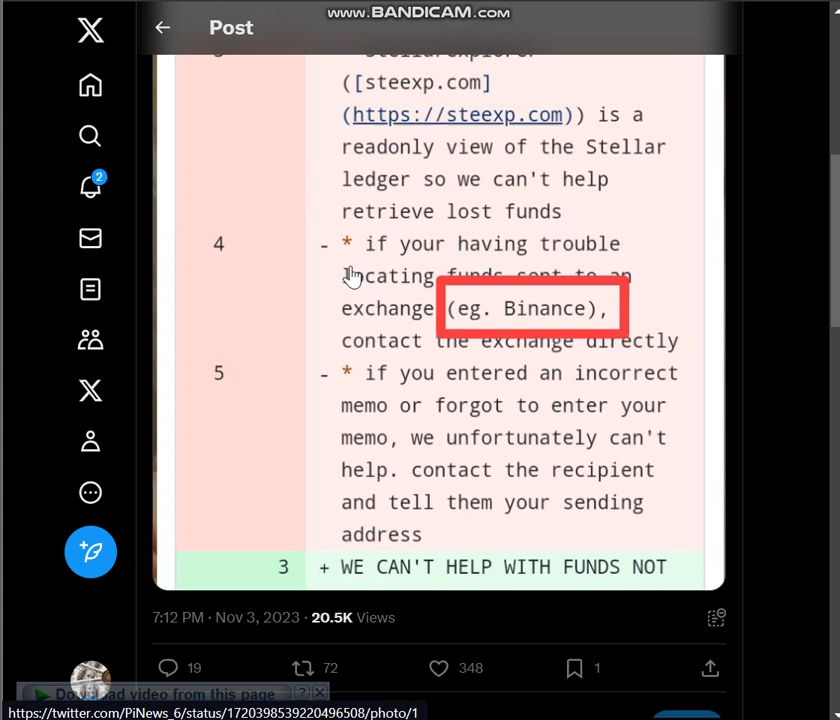 www.BANDICAM.com
Post
([steexp.com]
(https://steexp.com)) is a
readonly view of the Stellar
ledger so we can't help
retrieve lost funds
4 - * if your having trouble
locating funds sent to an
exchange (eg. Binance),
contact the exchange directly
5 - * if you entered an incorrect
memo or forgot to enter your
memo, we unfortunately can't
help. contact the recipient
and tell them your sending
address
3 + WE CAN'T HELP WITH FUNDS NOT
2
7:12 PM · Nov 3, 2023 · 20.5K Views
19 72 348 1
Download video from this page ? X
https://twitter.com/PiNews_6/status/1720398539220496508/photo/1